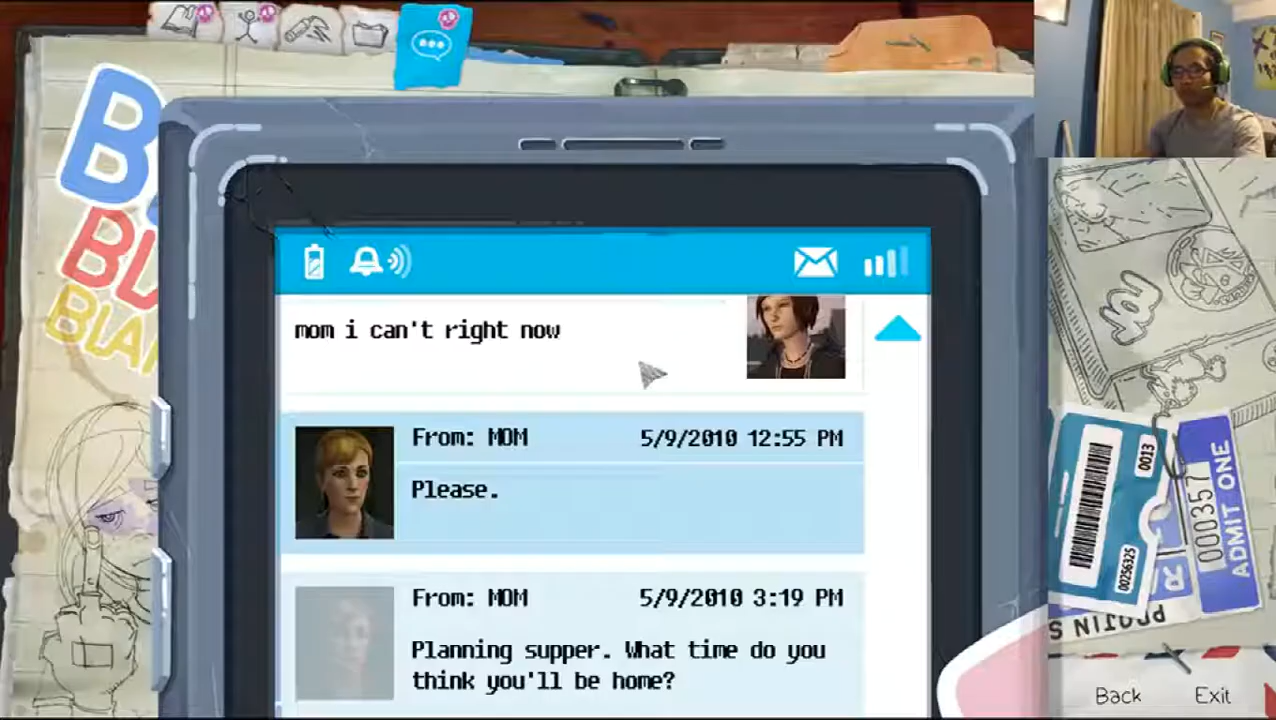 mom i can't right now
From: MOM 5/9/2010 12:55 PM
Please.
From: MOM 5/9/2010 3:19 PM
Planning supper. What time do you
think you'll be home?
0013
00256325
000357
ADMIT ONE
Back Exit